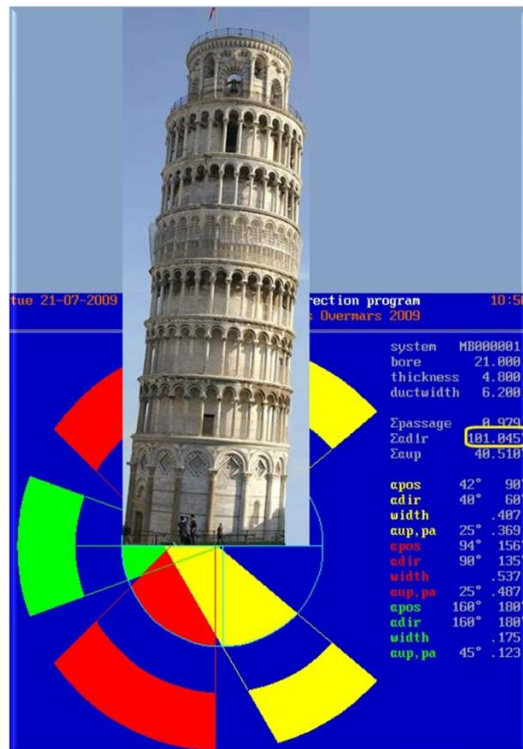 tue 21-07-2009 rection program 10:5
s Overmars 2009
system MB000001
bore 21.000
thickness 4.800
ductwidth 6.200
Σpassage 0.979
Σαdir 101.045°
Σαup 40.510°
αpos 42° 90°
αdir 40° 60°
width .407
αup,pa 25° .369
αpos 94° 156°
αdir 90° 135°
width .537
αup,pa 25° .487
αpos 160° 180°
αdir 160° 180°
width .175
αup,pa 45° .123